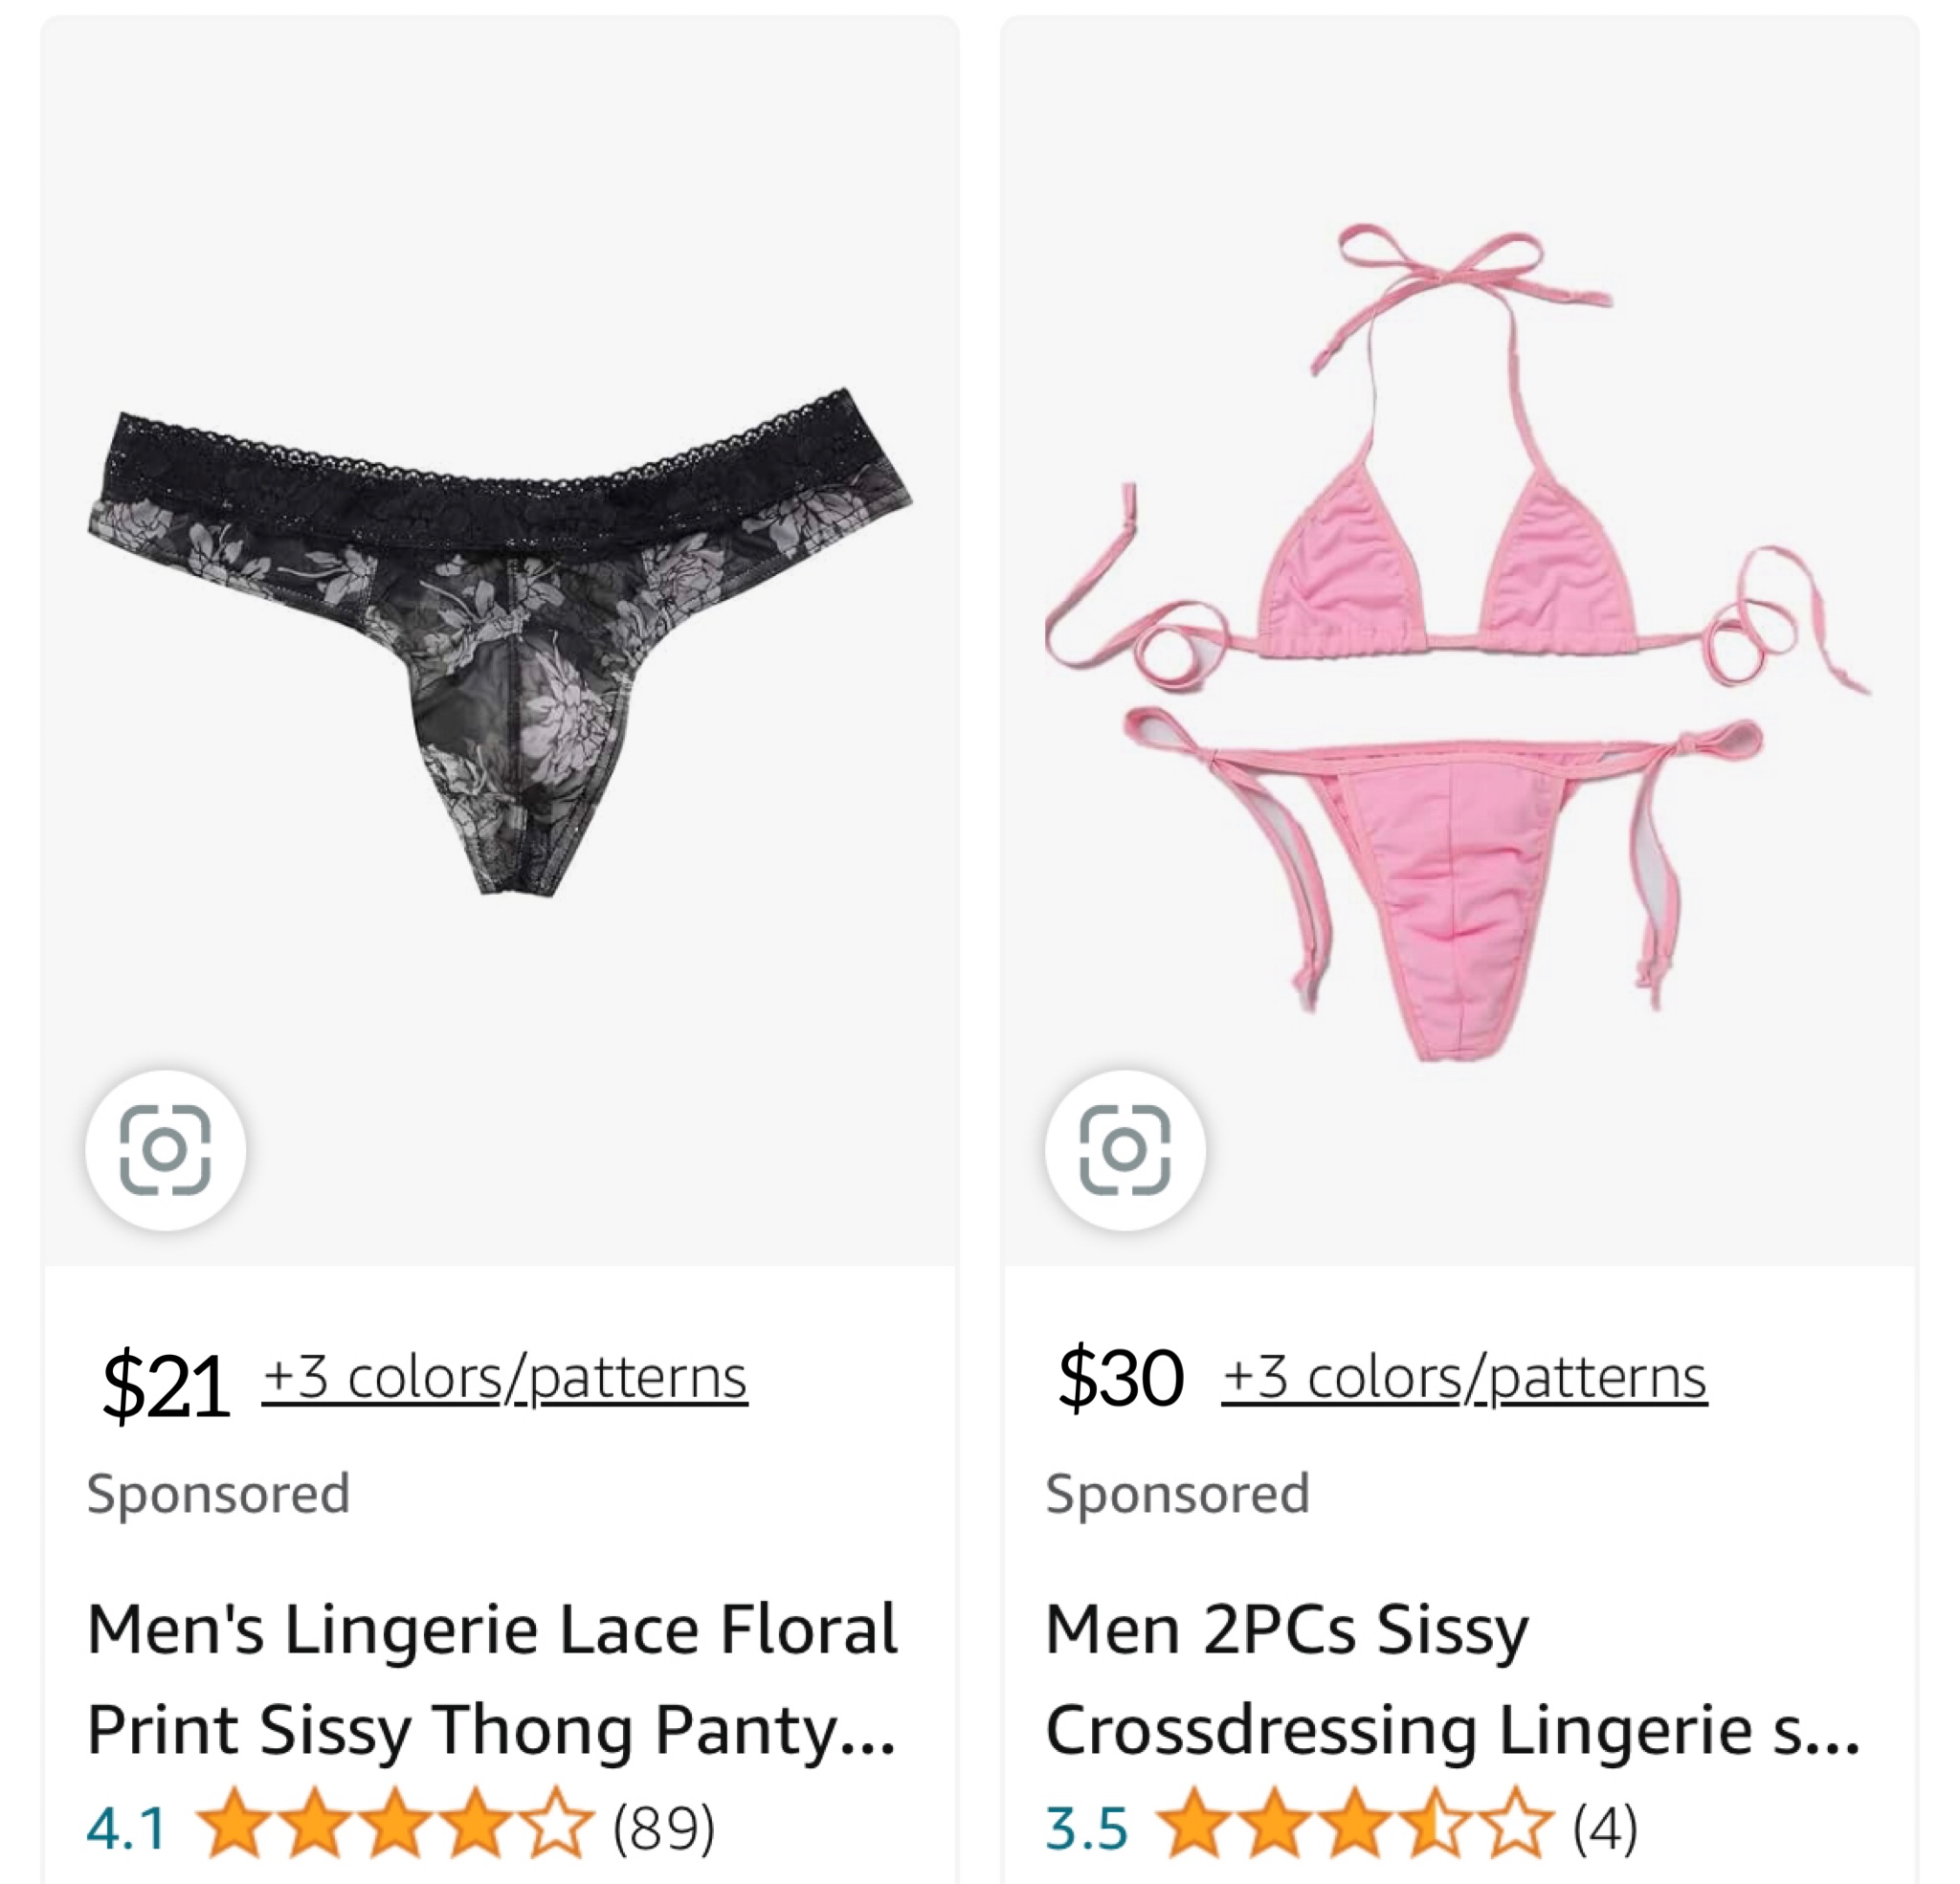 $21 +3 colors/patterns
Sponsored
Men's Lingerie Lace Floral
Print Sissy Thong Panty...
4.1 (89)
$30 +3 colors/patterns
Sponsored
Men 2PCs Sissy
Crossdressing Lingerie s...
3.5 (4)